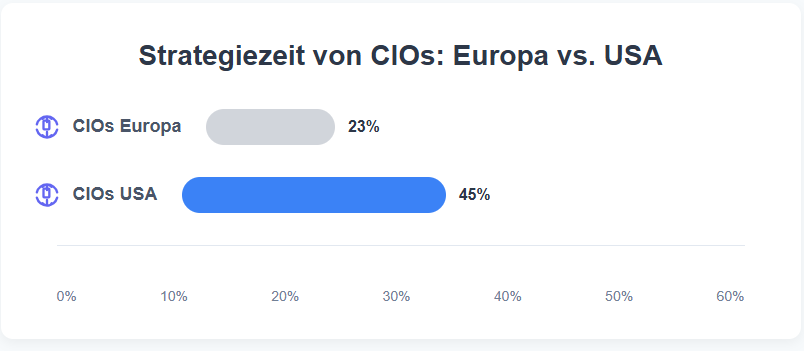 Strategiezeit von CIOs: Europa vs. USA
CIOs Europa 23%
CIOs USA 45%
0% 10% 20% 30% 40% 50% 60%